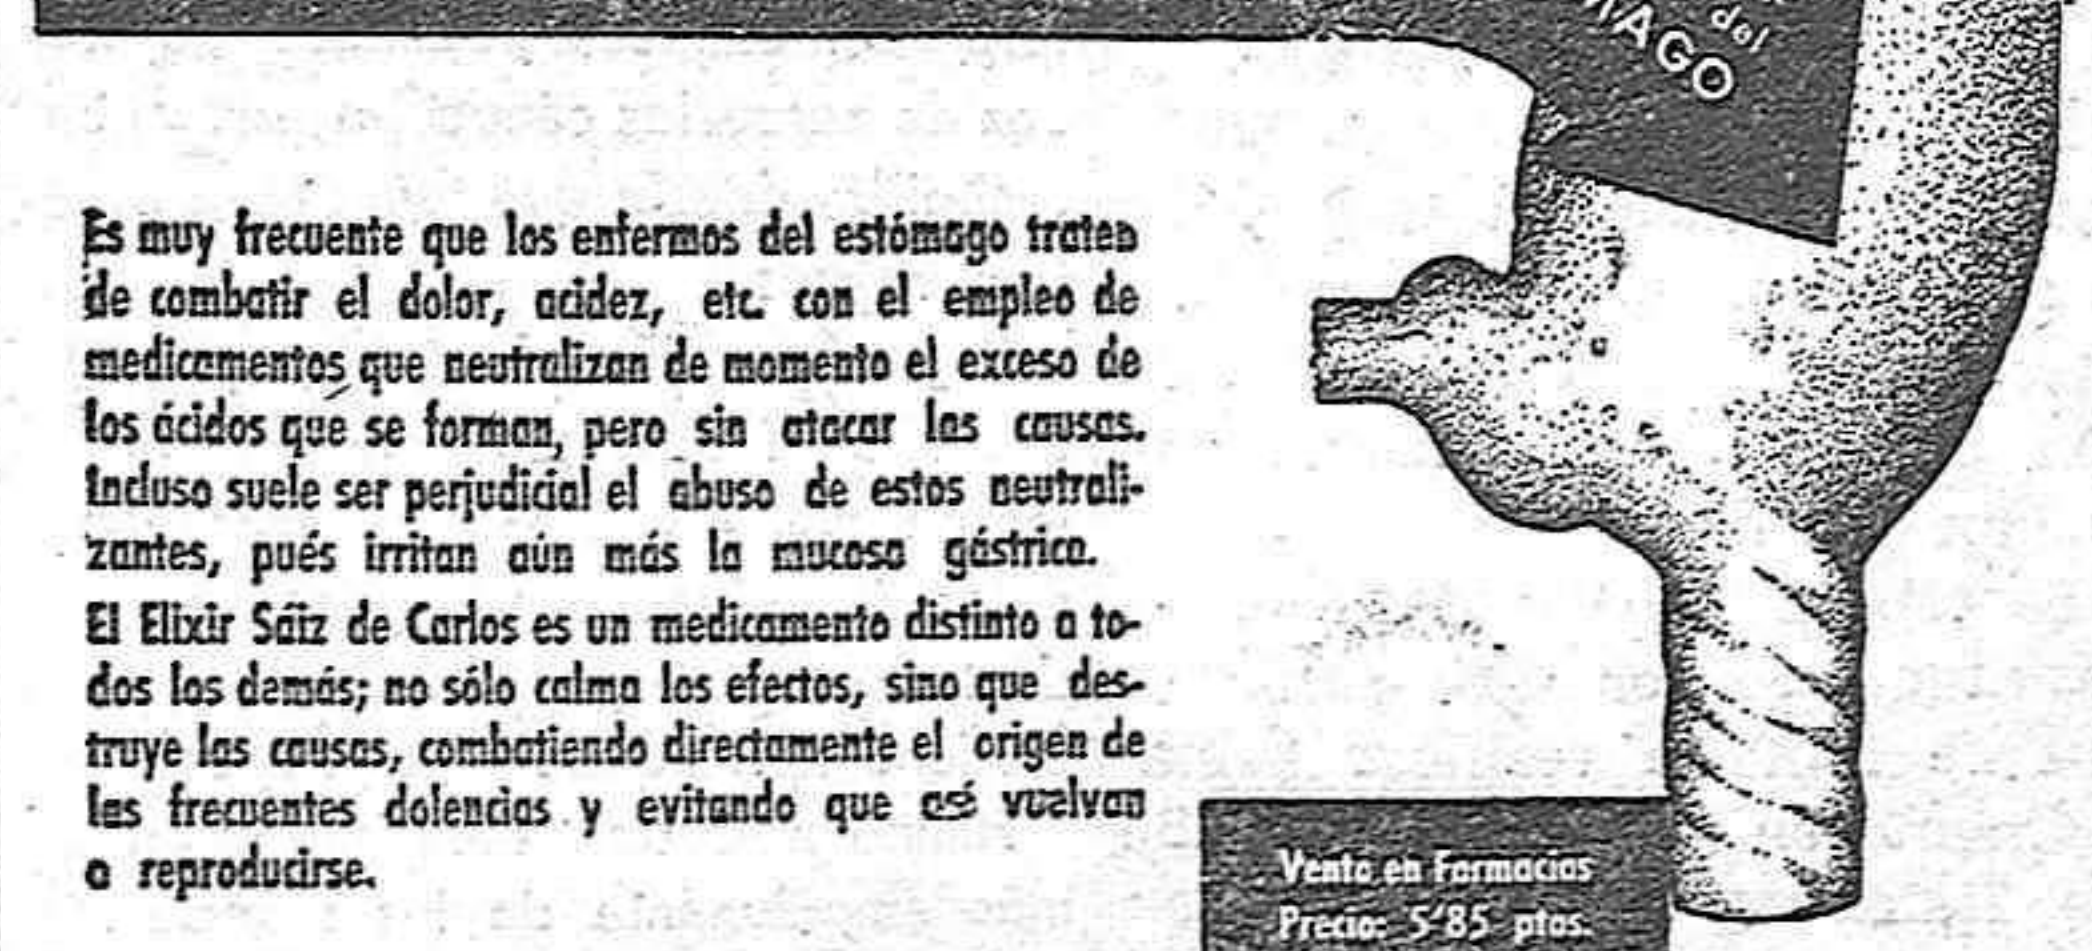 del
MAGO
Es muy frecuente que los enfermos del estómago traten
de combatir el dolor, acidez, etc. con el empleo de
medicamentos que neutralizan de momento el exceso de
los ácidos que se forman, pero sin atacar las causas.
Incluso suele ser perjudicial el abuso de estos neutrali-
zantes, pués irritan aún más la mucosa gástrica.
El Elixir Sáiz de Carlos es un medicamento distinto a to-
dos los demás; no sólo calma los efectos, sino que des-
truye las causas, combatiendo directamente el origen de
las frecuentes dolencias y evitando que así vuelvan
a reproducirse.
Venta en Farmacias
Precio: 5'85 ptas.